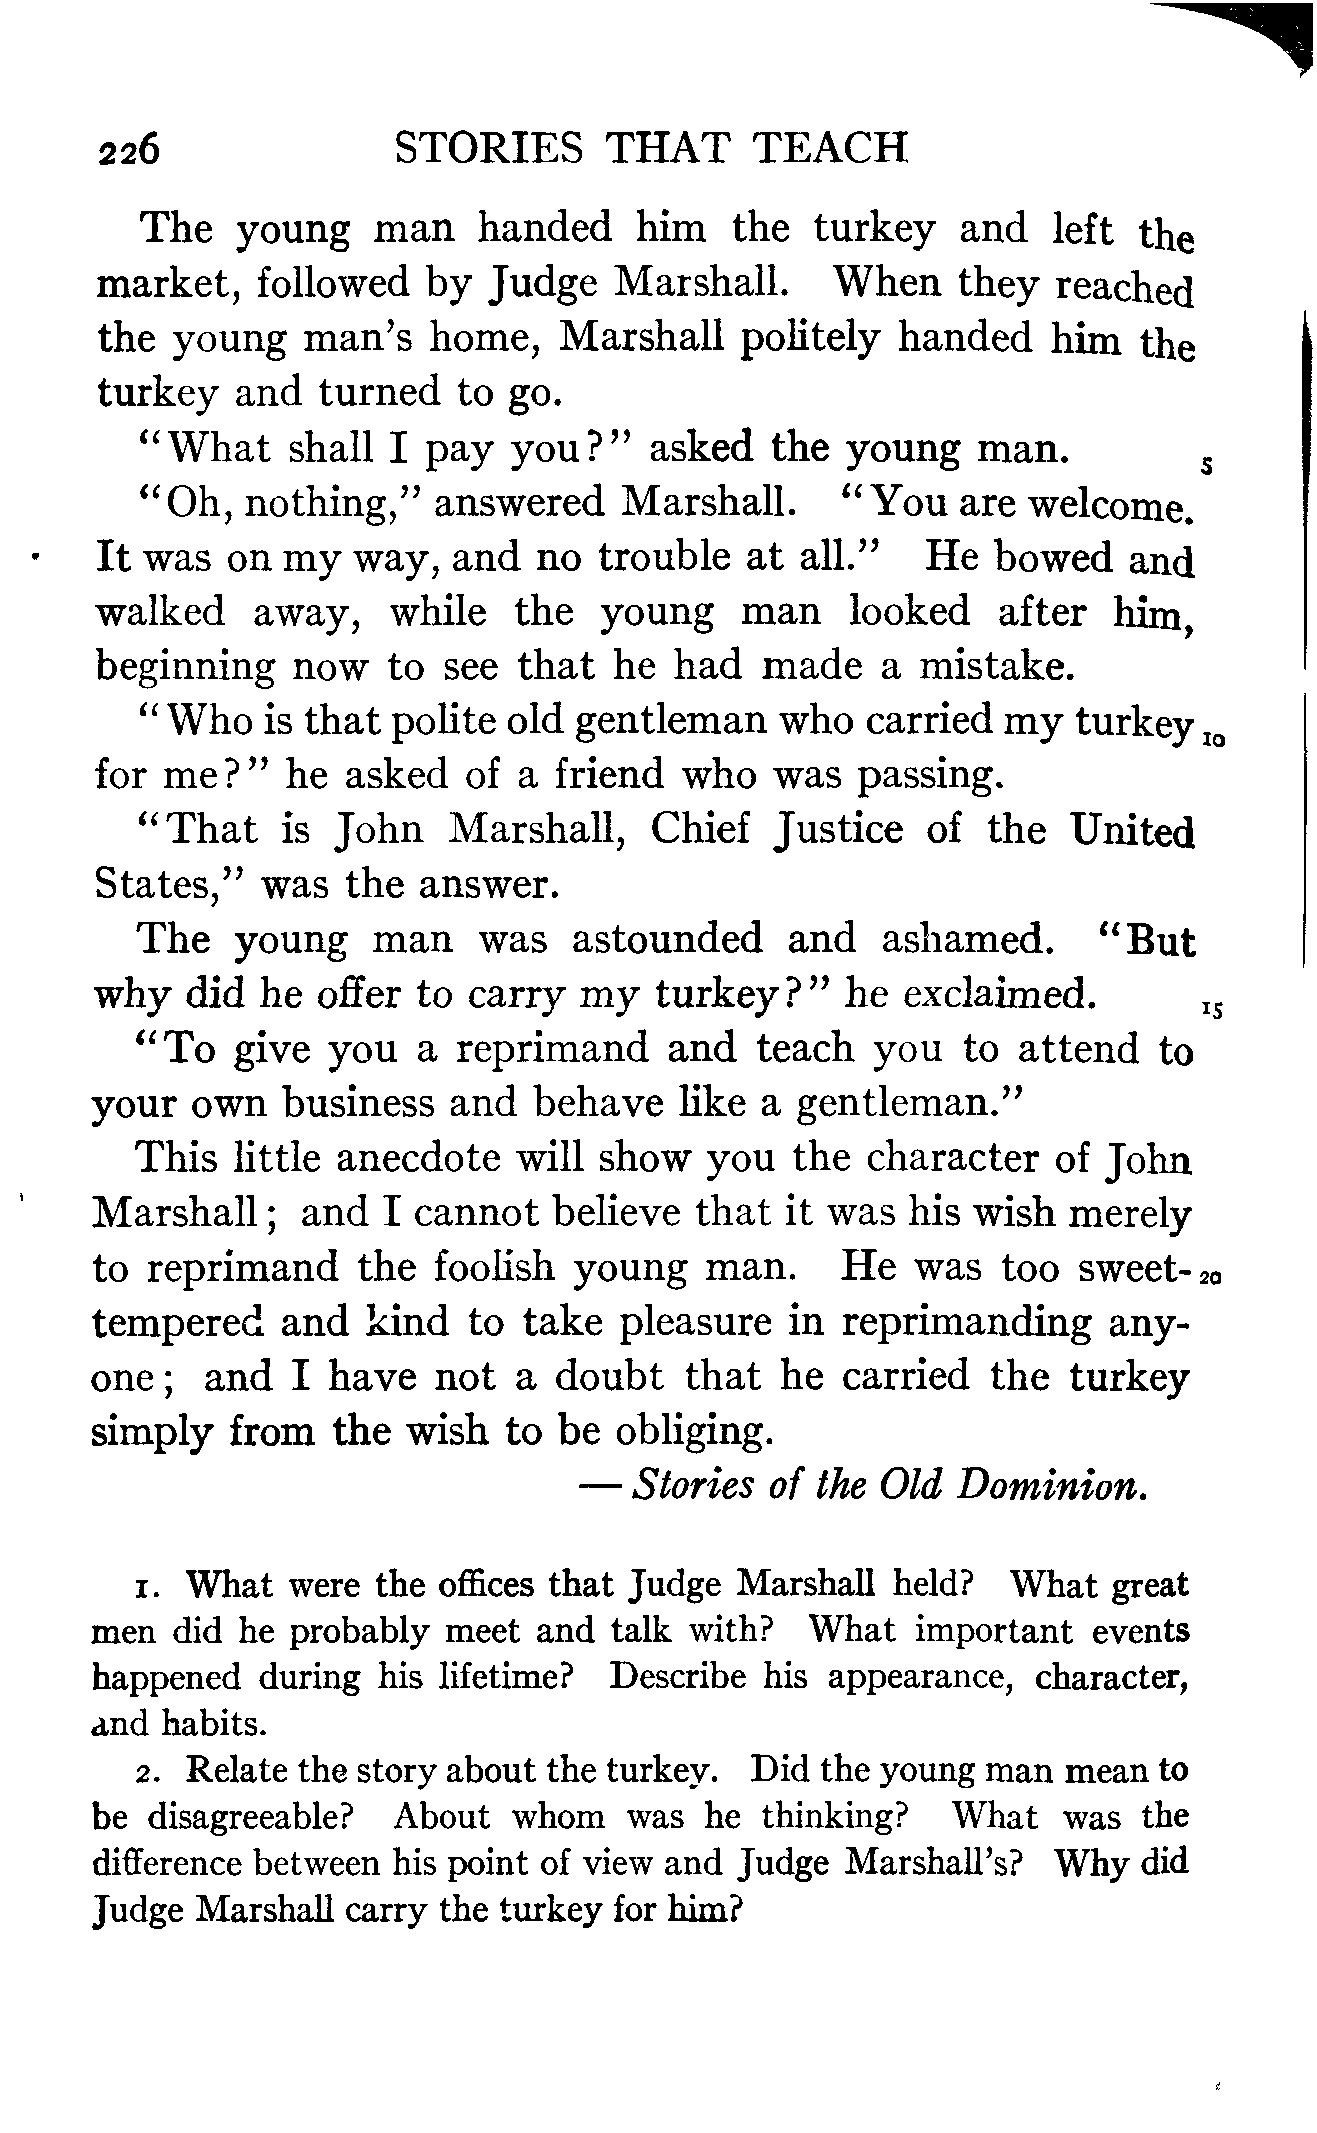 226 STORIES THAT TEACH
The young man handed him the turkey and left the
market, followed by Judge Marshall. When they reached
the young man's home, Marshall politely handed him the
turkey and turned to go.
"What shall I pay you?" asked the young man. 5
"Oh, nothing," answered Marshall. "You are welcome.
It was on my way, and no trouble at all." He bowed and
walked away, while the young man looked after him,
beginning now to see that he had made a mistake.
"Who is that polite old gentleman who carried my turkey 10
for me?" he asked of a friend who was passing.
"That is John Marshall, Chief Justice of the United
States," was the answer.
The young man was astounded and ashamed. "But
why did he offer to carry my turkey?" he exclaimed. 15
"To give you a reprimand and teach you to attend to
your own business and behave like a gentleman."
This little anecdote will show you the character of John
Marshall; and I cannot believe that it was his wish merely
to reprimand the foolish young man. He was too sweet- 20
tempered and kind to take pleasure in reprimanding any-
one; and I have not a doubt that he carried the turkey
simply from the wish to be obliging.
— Stories of the Old Dominion.
1. What were the offices that Judge Marshall held? What great
men did he probably meet and talk with? What important events
happened during his lifetime? Describe his appearance, character,
and habits.
2. Relate the story about the turkey. Did the young man mean to
be disagreeable? About whom was he thinking? What was the
difference between his point of view and Judge Marshall's? Why did
Judge Marshall carry the turkey for him?